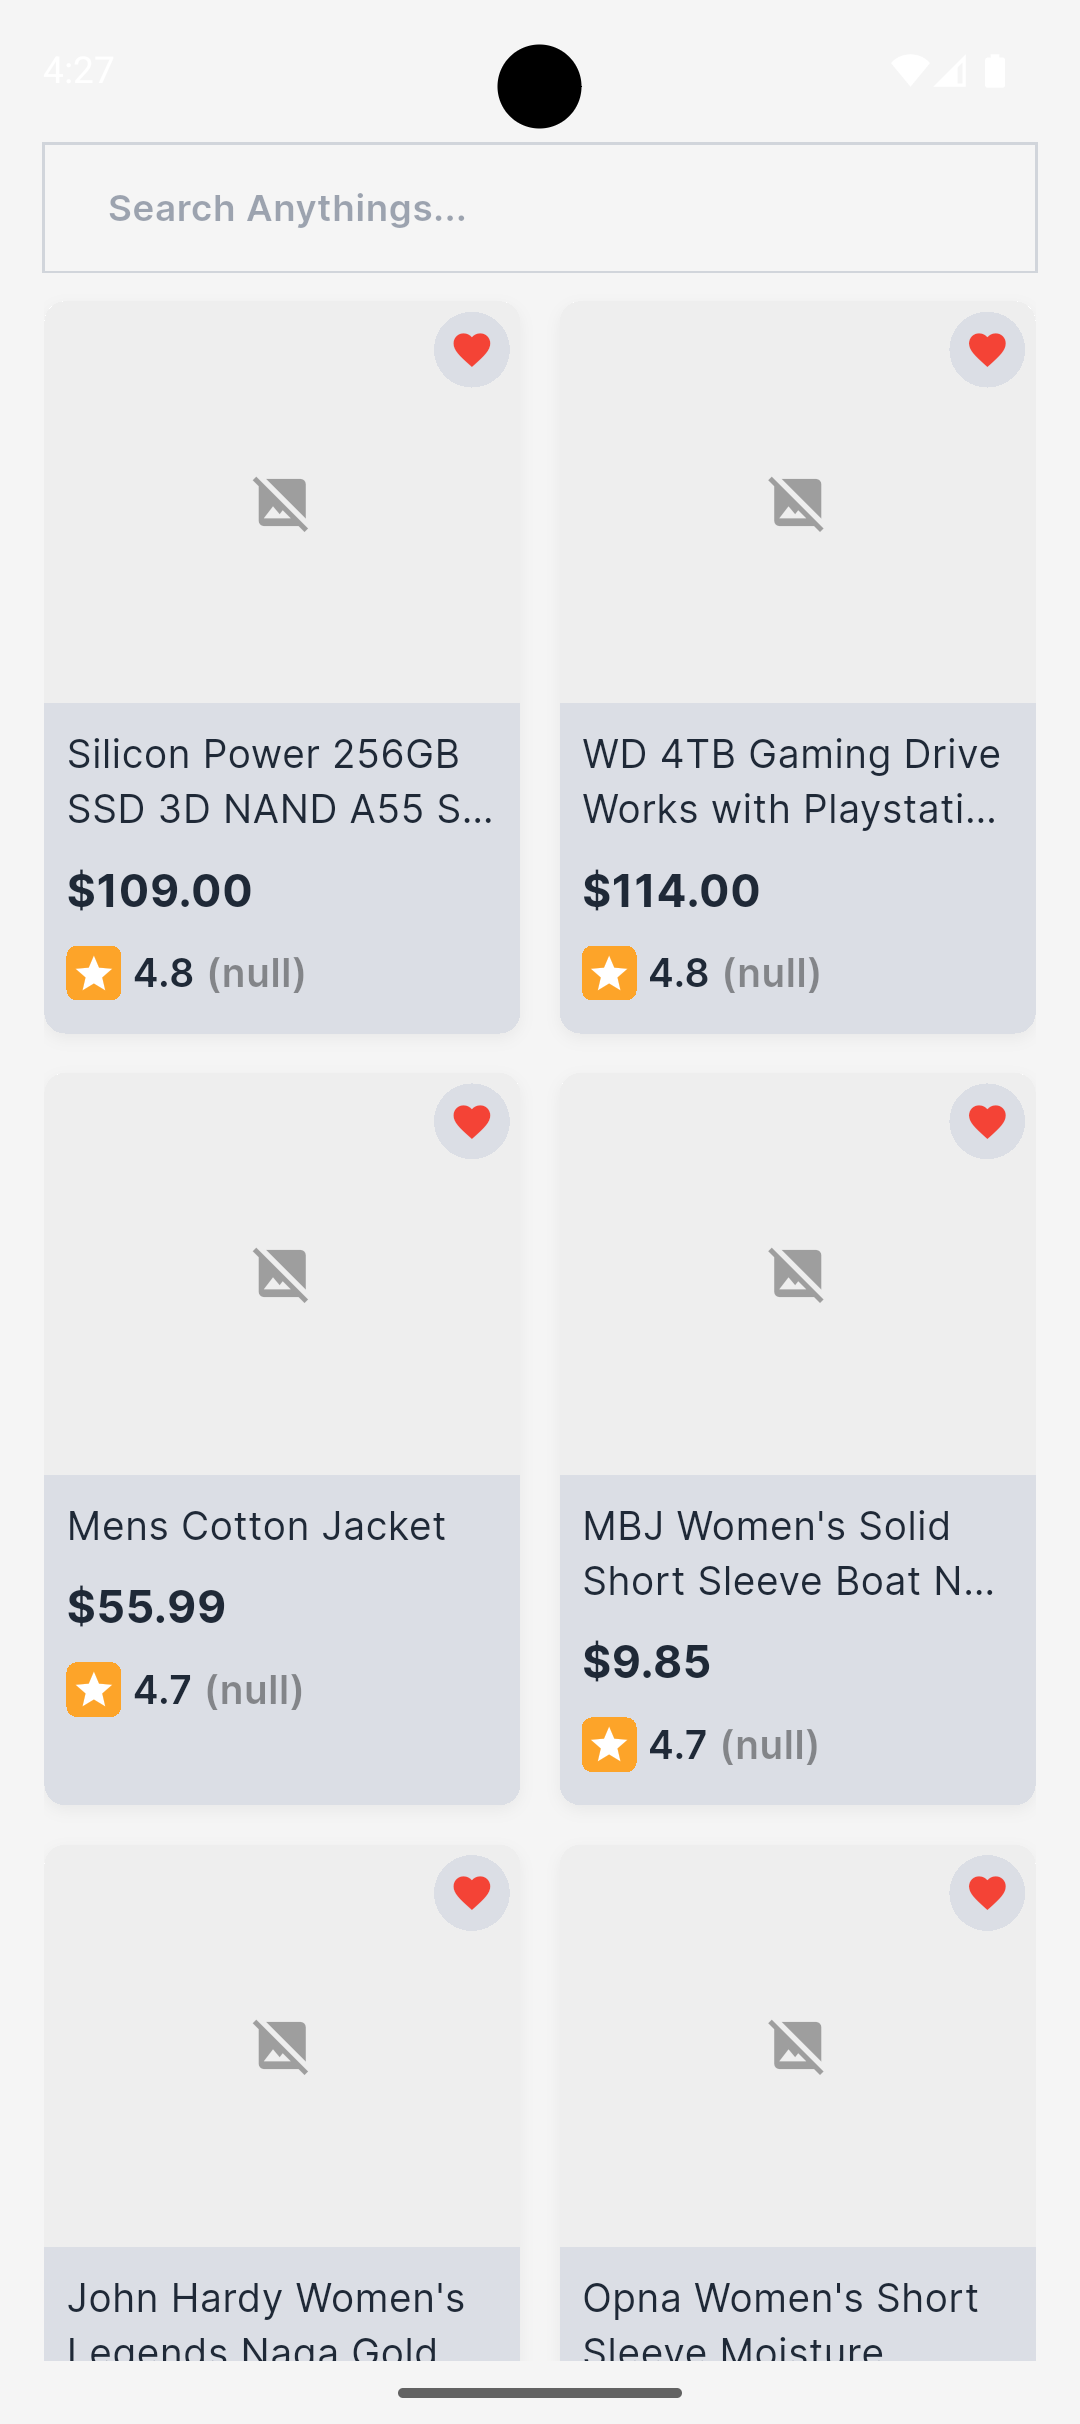 4:27
Search Anythings...
Silicon Power 256GB
SSD 3D NAND A55 S...
$109.00
4.8 (null)
WD 4TB Gaming Drive
Works with Playstati...
$114.00
4.8 (null)
Mens Cotton Jacket
$55.99
4.7 (null)
MBJ Women's Solid
Short Sleeve Boat N...
$9.85
4.7 (null)
John Hardy Women's
Legends Naga Gold
Opna Women's Short
Sleeve Moisture